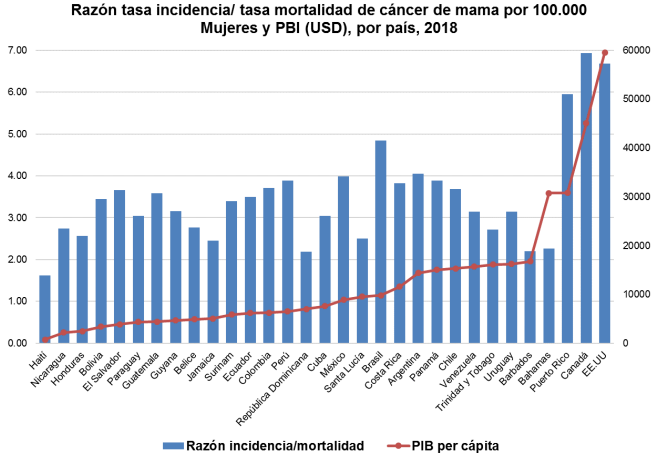 Razón tasa incidencia/ tasa mortalidad de cáncer de mama por 100.000
Mujeres y PBI (USD), por país, 2018
7.00
6.00
5.00
4.00
3.00
2.00
1.00
0.00
60000
50000
40000
30000
20000
10000
0
Haití
Nicaragua
Honduras
Bolivia
El Salvador
Paraguay
Guatemala
Guyana
Belice
Jamaica
Surinam
Ecuador
Colombia
Perú
República Dominicana
Cuba
México
Santa Lucía
Brasil
Costa Rica
Argentina
Panamá
Chile
Venezuela
Trinidad y Tobago
Uruguay
Barbados
Bahamas
Puerto Rico
Canadá
EE.UU
Razón incidencia/mortalidad
PIB per cápita